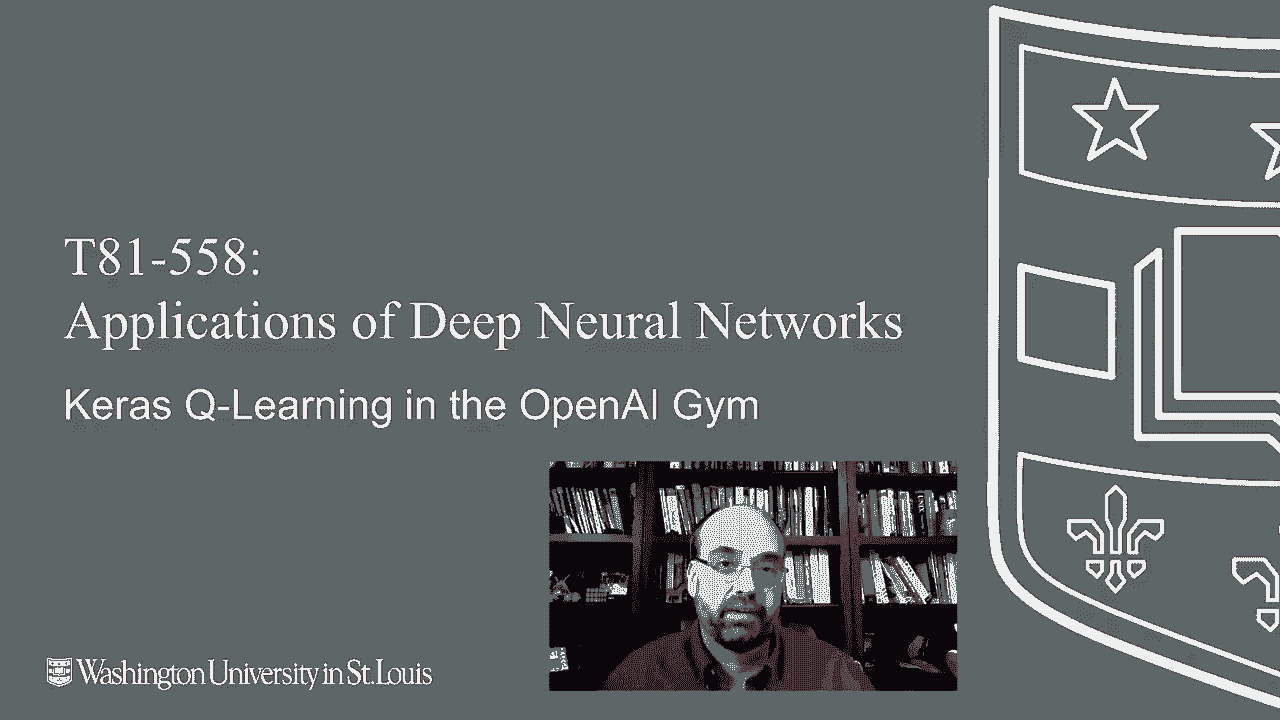 T81-558:
Applications of Deep Neural Networks
Keras Q-Learning in the OpenAI Gym
Washington University in St. Louis